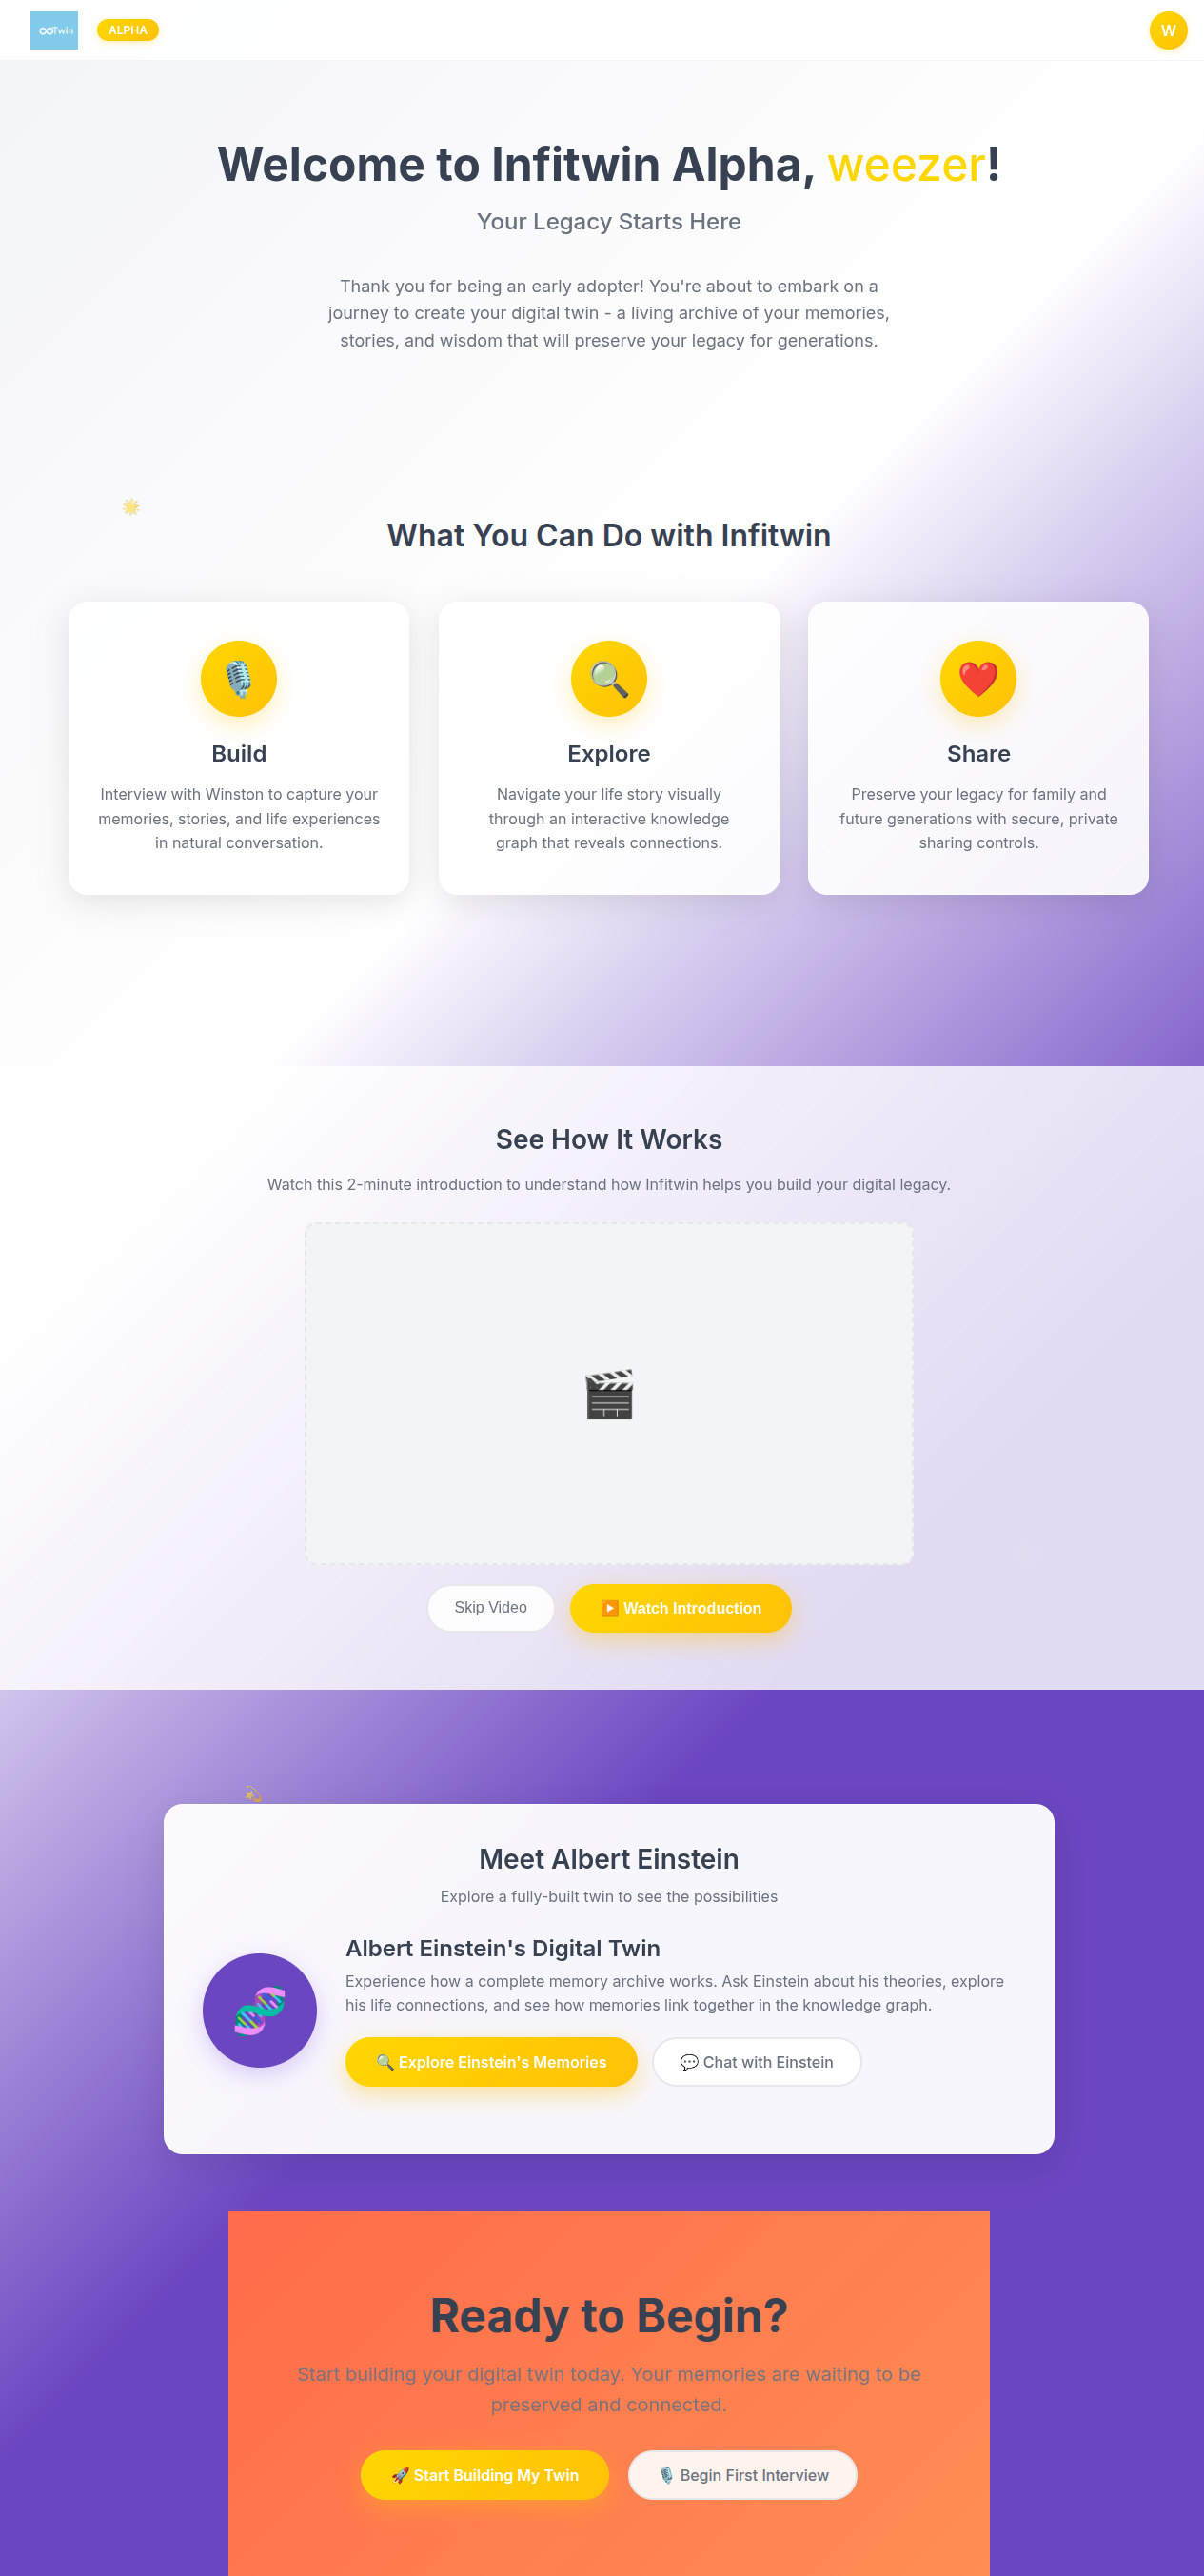 ∞Twin
ALPHA
W
Welcome to Infitwin Alpha, weezer!
Your Legacy Starts Here
Thank you for being an early adopter! You're about to embark on a
journey to create your digital twin - a living archive of your memories,
stories, and wisdom that will preserve your legacy for generations.
What You Can Do with Infitwin
Build
Interview with Winston to capture your
memories, stories, and life experiences
in natural conversation.
Explore
Navigate your life story visually
through an interactive knowledge
graph that reveals connections.
Share
Preserve your legacy for family and
future generations with secure, private
sharing controls.
See How It Works
Watch this 2-minute introduction to understand how Infitwin helps you build your digital legacy.
Skip Video
▶️ Watch Introduction
Meet Albert Einstein
Explore a fully-built twin to see the possibilities
Albert Einstein's Digital Twin
Experience how a complete memory archive works. Ask Einstein about his theories, explore
his life connections, and see how memories link together in the knowledge graph.
🔍 Explore Einstein's Memories
💬 Chat with Einstein
Ready to Begin?
Start building your digital twin today. Your memories are waiting to be
preserved and connected.
🚀 Start Building My Twin
🎙️ Begin First Interview